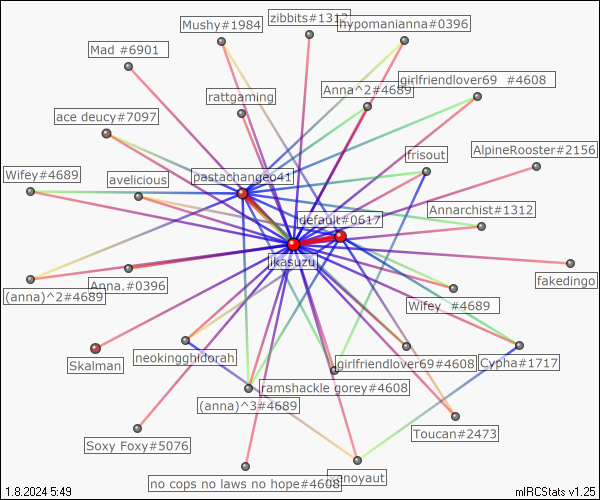 zibbits#1312
Mushy#1984
hypomanianna#0396
Mad #6901
girlfriendlover69 #4608
Anna^2#4689
rattgaming
ace deucy#7097
frisout
AlpineRooster#2156
Wifey#4689
avelicious
pastachangeo41
Annarchist#1312
default#0617
ikasuzu
fakedingo
Anna.#0396
(anna)^2#4689
Wifey #4689
neokingghidorah
girlfriendlover69#4608
Cypha#1717
Skalman
ramshackle gorey#4608
(anna)^3#4689
Toucan#2473
Soxy Foxy#5076
no cops no laws no hope#4608
enoyaut
1.8.2024 5:49
mIRCStats v1.25